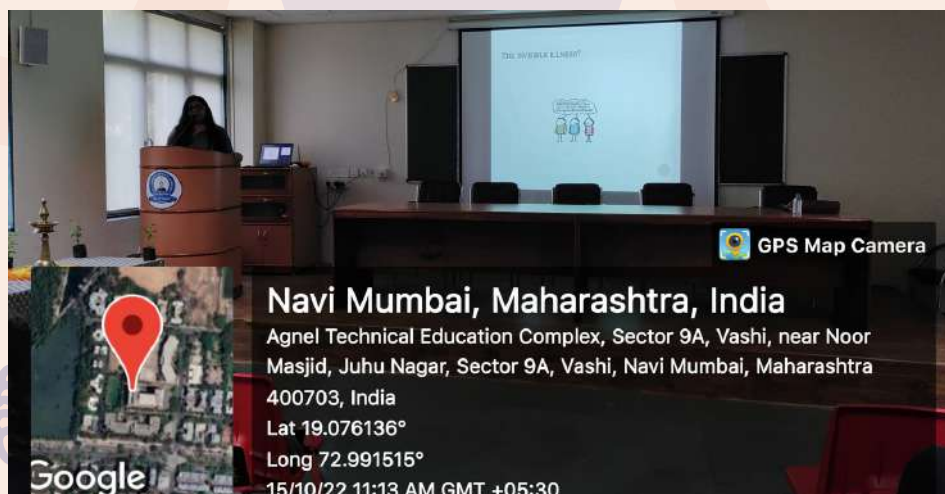 GPS Map Camera
Navi Mumbai, Maharashtra, India
Agnel Technical Education Complex, Sector 9A, Vashi, near Noor
Masjid, Juhu Nagar, Sector 9A, Vashi, Navi Mumbai, Maharashtra
400703, India
Lat 19.076136°
Long 72.991515°
15/10/22 11:13 AM GMT +05:30
Google